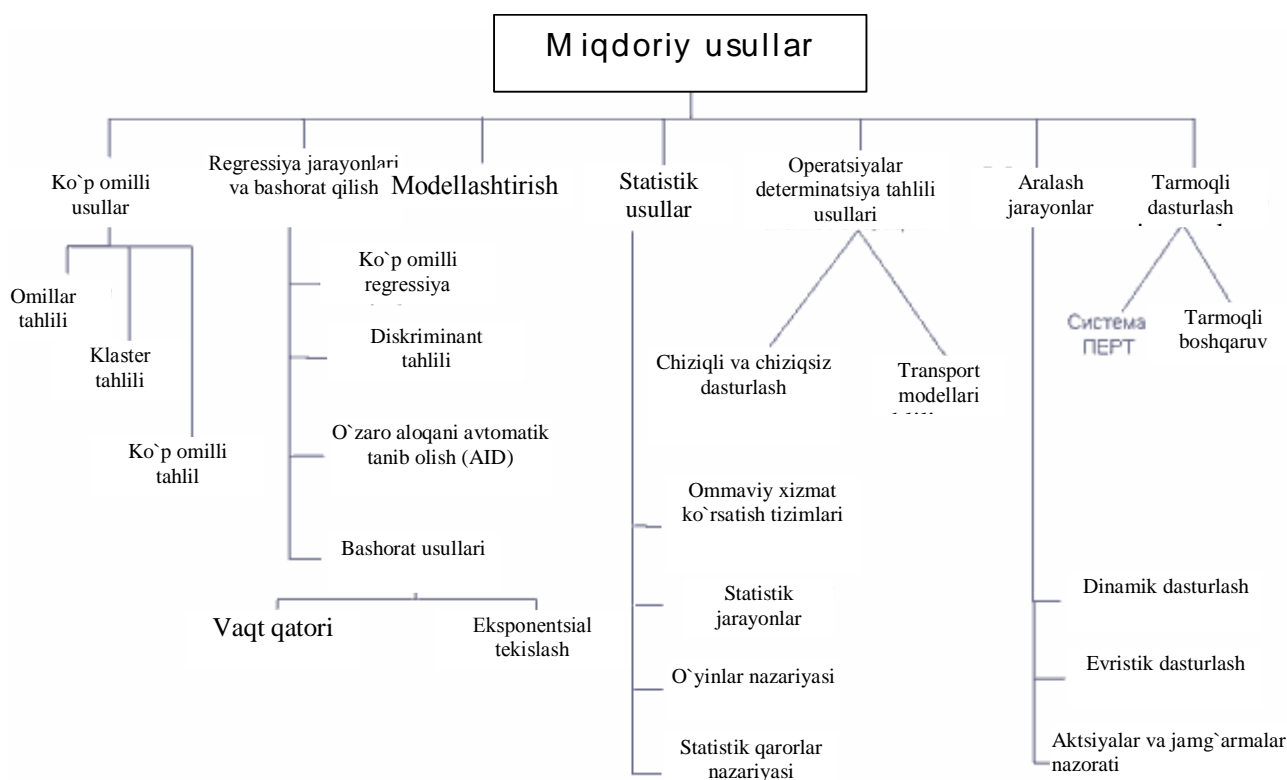 Miqdoriy usullar
Ko`p omilli
usullar
Regressiya jarayonlari
va bashorat qilish
Modellashtirish
Statistik
usullar
Operatsiyalar
determinatsiya tahlili
usullari
Aralash
jarayonlar
Tarmoqli
dasturlash
Omillar
tahlili
Klaster
tahlili
Ko`p omilli
tahlil
Ko`p omilli
regressiya
Diskriminant
tahlili
O`zaro aloqani avtomatik
tanib olish (AID)
Bashorat usullari
Vaqt qatori
Eksponentsial
tekislash
Ommaviy xizmat
ko`rsatish tizimlari
Statistik
jarayonlar
O`yinlar nazariyasi
Statistik qarorlar
nazariyasi
Chiziqli va chiziqsiz
dasturlash
Transport
modellari
Dinamik dasturlash
Evristik dasturlash
Aktsiyalar va jamg`armalar
nazorati
Система
ПЕРТ
Tarmoqli
boshqaruv